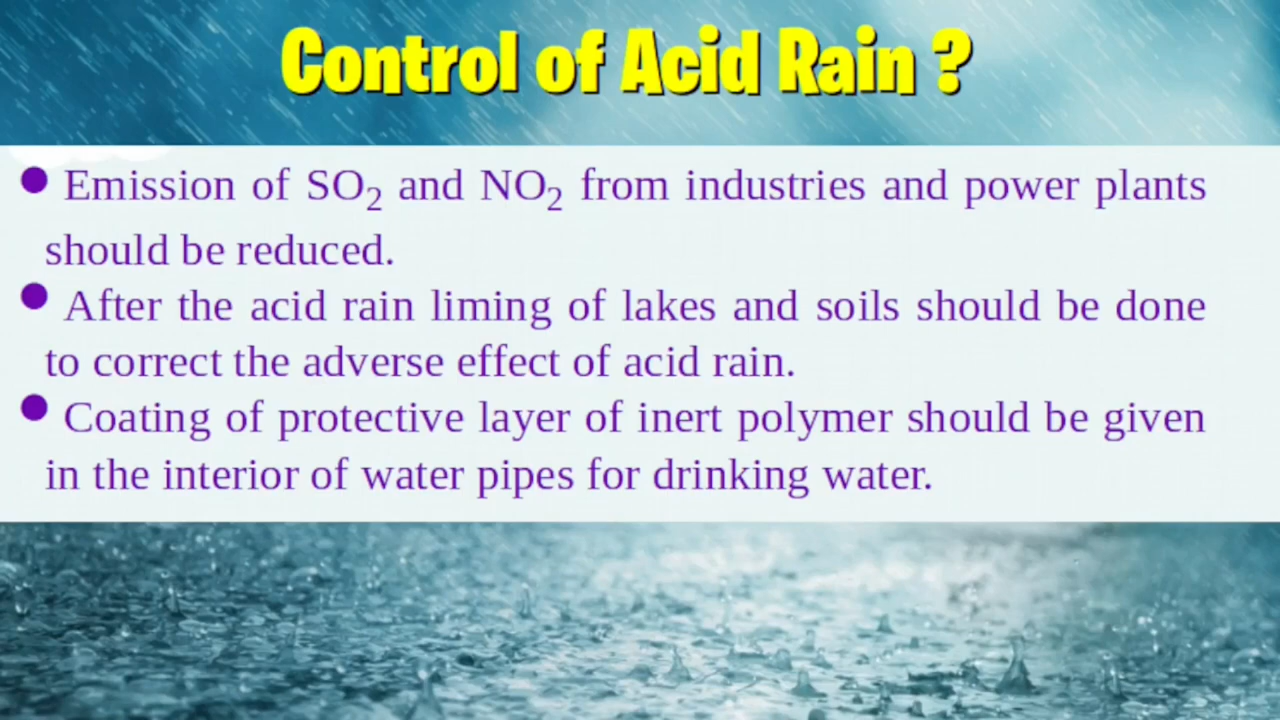 Control of Acid Rain ?
● Emission of SO₂ and NO₂ from industries and power plants
should be reduced.
● After the acid rain liming of lakes and soils should be done
to correct the adverse effect of acid rain.
● Coating of protective layer of inert polymer should be given
in the interior of water pipes for drinking water.